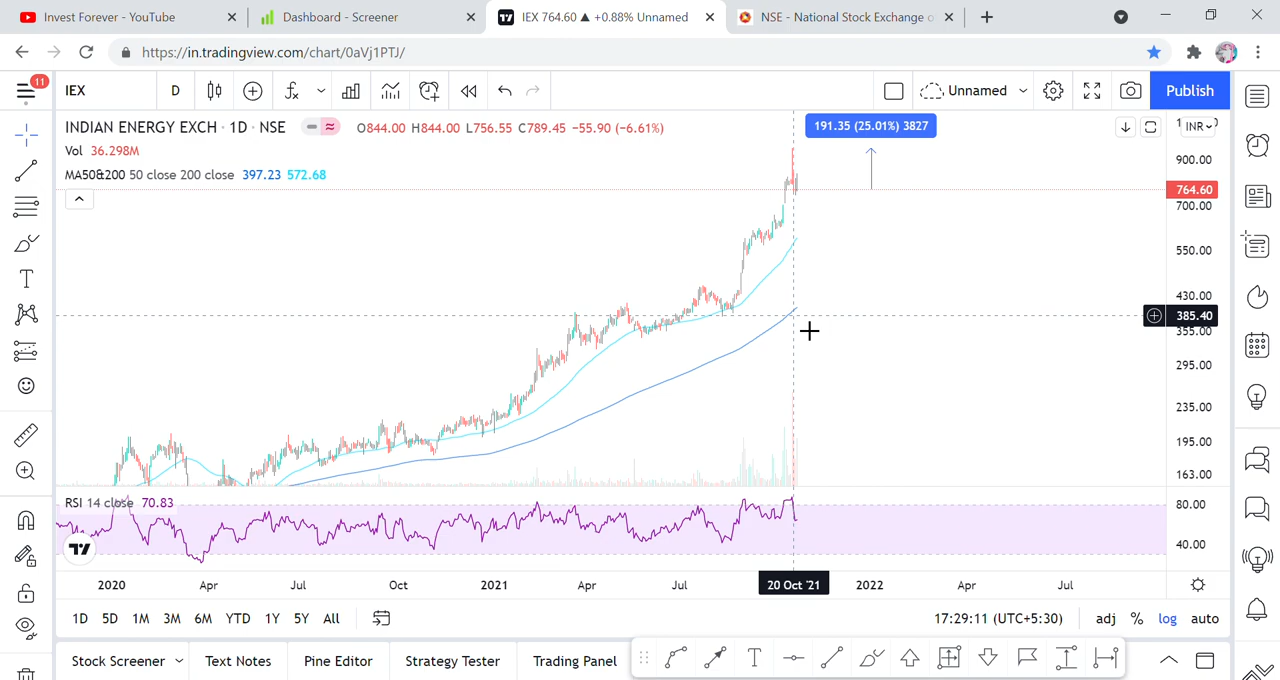 Invest Forever - YouTube
Dashboard - Screener
IEX 764.60 ▲ +0.88% Unnamed
NSE - National Stock Exchange o
https://in.tradingview.com/chart/0aVj1PTJ/
11
IEX
D
Unnamed
Publish
INDIAN ENERGY EXCH · 1D · NSE
O844.00 H844.00 L756.55 C789.45 −55.90 (−6.61%)
Vol 36.298M
MA50&200 50 close 200 close 397.23 572.68
191.35 (25.01%) 3827
INR
900.00
764.60
700.00
550.00
430.00
385.40
355.00
295.00
235.00
195.00
163.00
RSI 14 close 70.83
80.00
40.00
2020 Apr Jul Oct 2021 Apr Jul 20 Oct '21 2022 Apr Jul
1D 5D 1M 3M 6M YTD 1Y 5Y All
17:29:11 (UTC+5:30)
adj % log auto
Stock Screener Text Notes Pine Editor Strategy Tester Trading Panel